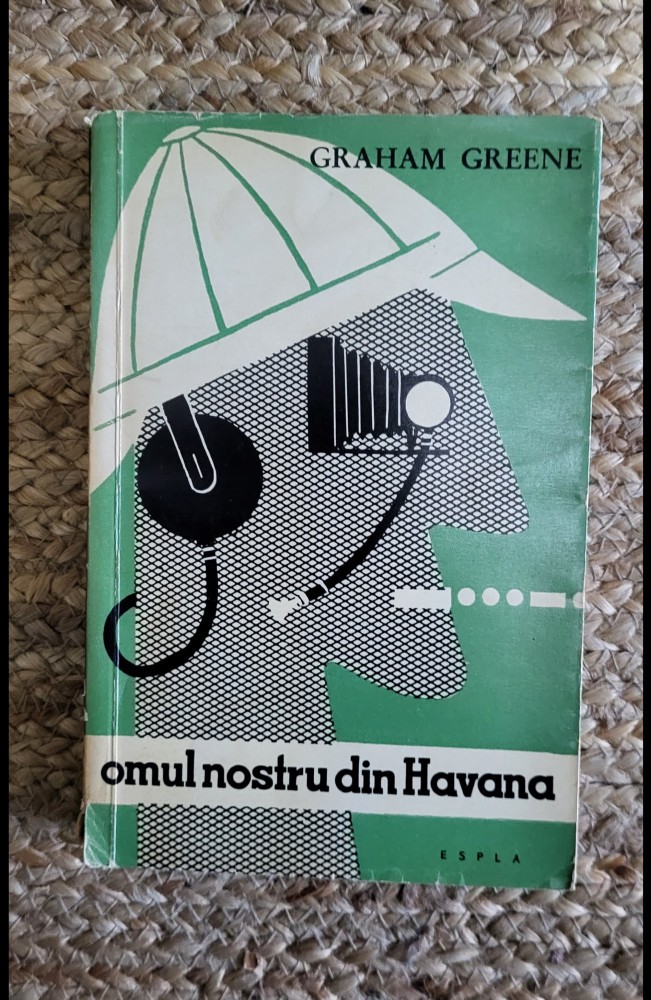 GRAHAM GREENE
omul nostru din Havana
ESPLA